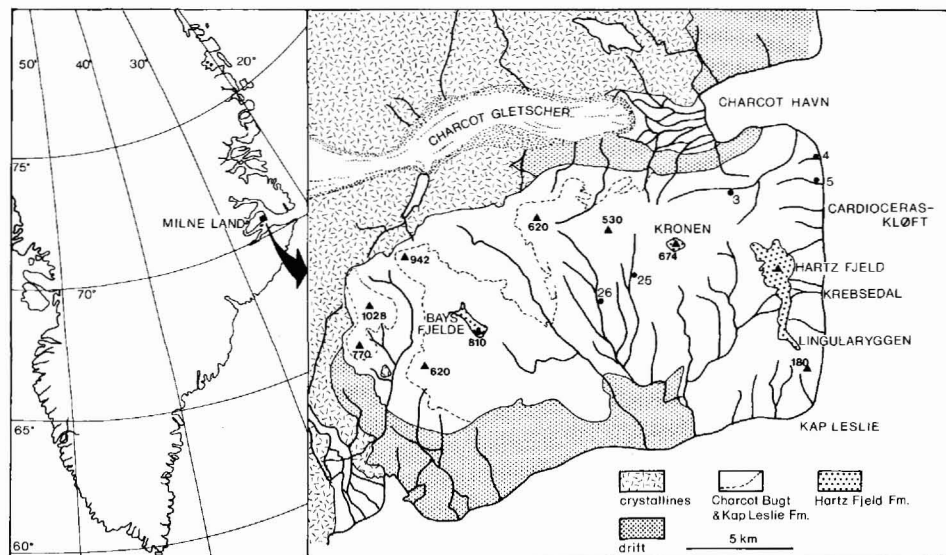 50°
40°
30°
20°
75°
MILNE LAND
70°
65°
60°
CHARCOT GLETSCHER
CHARCOT HAVN
4
5
3
CARDIOCERAS-
KLØFT
620
530
KRONEN
674
942
HARTZ FJELD
25
KREBSEDAL
26
1028
BAYS
FJELDE
810
LINGULARYGGEN
770
620
180
KAP LESLIE
crystallines
Charcot Bugt
& Kap Leslie Fm.
Hartz Fjeld Fm.
drift
5 km